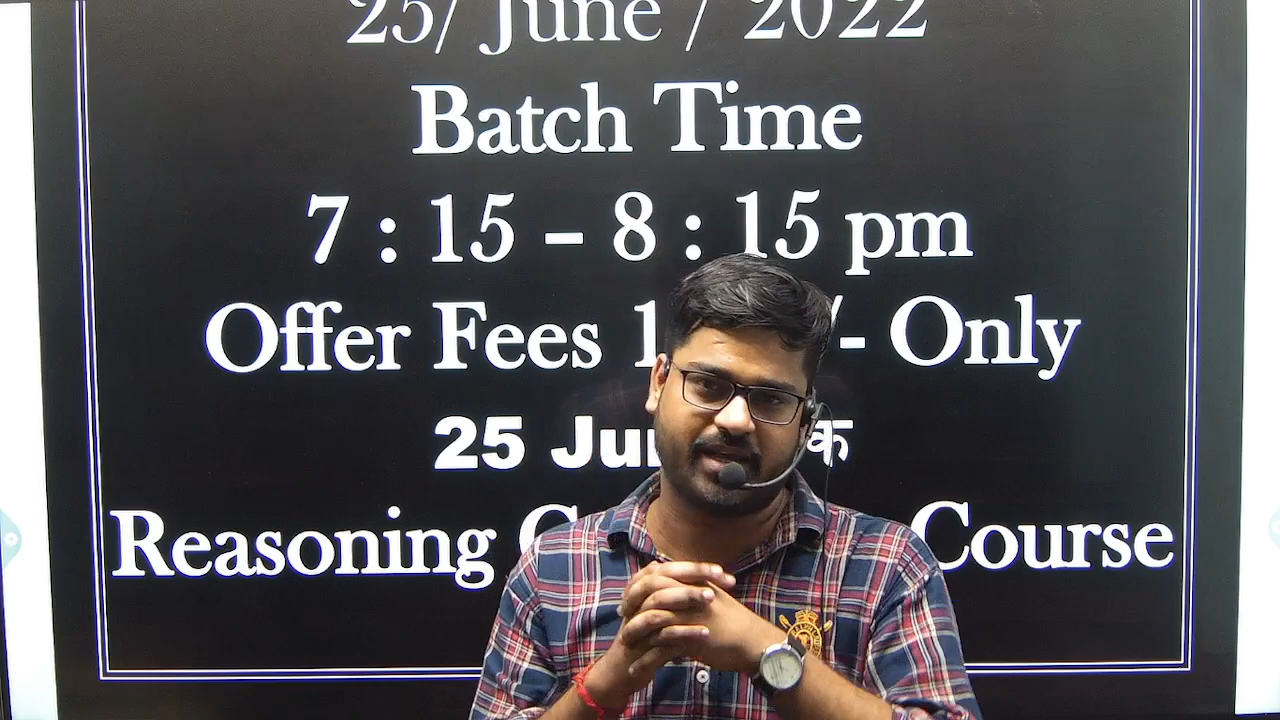 25/ June / 2022
Batch Time
7 : 15 - 8 : 15 pm
Offer Fees /- Only
25
Reasoning Course